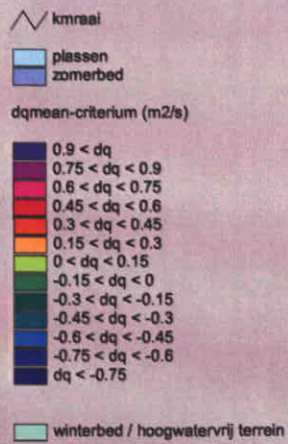 kmraai
plassen
zomerbed
dqmean-criterium (m2/s)
0.9 < dq
0.75 < dq < 0.9
0.6 < dq < 0.75
0.45 < dq < 0.6
0.3 < dq < 0.45
0.15 < dq < 0.3
0 < dq < 0.15
-0.15 < dq < 0
-0.3 < dq < -0.15
-0.45 < dq < -0.3
-0.6 < dq < -0.45
-0.75 < dq < -0.6
dq < -0.75
winterbed / hoogwatervrij terrein